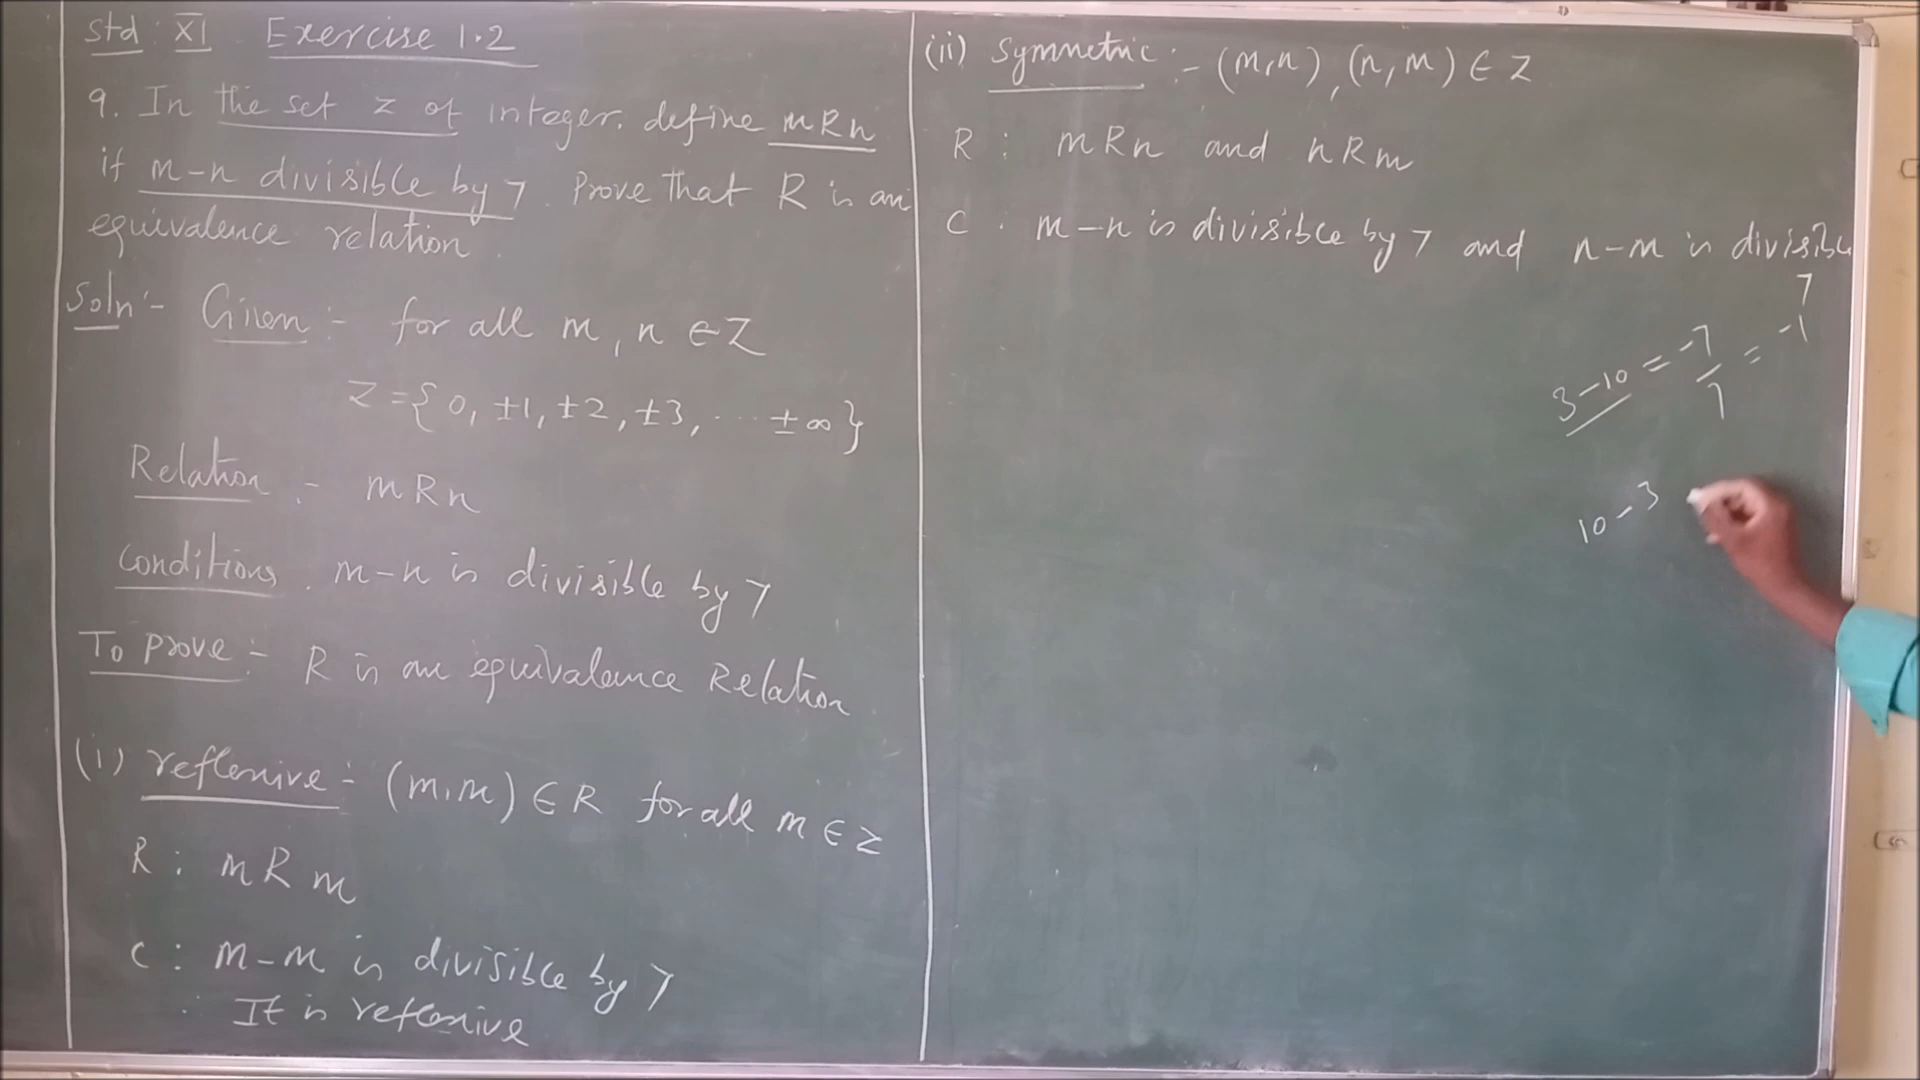 Std : XI Exercise 1.2
9. In the set Z of integer. define mRn
if m-n divisible by 7. Prove that R is an
equivalence relation.
Soln :- Given :- for all m, n ∈ Z
Z = {0, ±1, ±2, ±3, ... ±∞}
Relation :- mRn
Conditions. m-n is divisible by 7
To prove :- R is an equivalence Relation
(i) reflexive :- (m,m) ∈ R for all m ∈ Z
R : mRm
C : m-m is divisible by 7
∴ It is reflexive
(ii) Symmetric :- (m,n), (n,m) ∈ Z
R : mRn and nRm
C : m-n is divisible by 7 and n-m is divisible
7
3-10 = -7/7 = -1
10-3